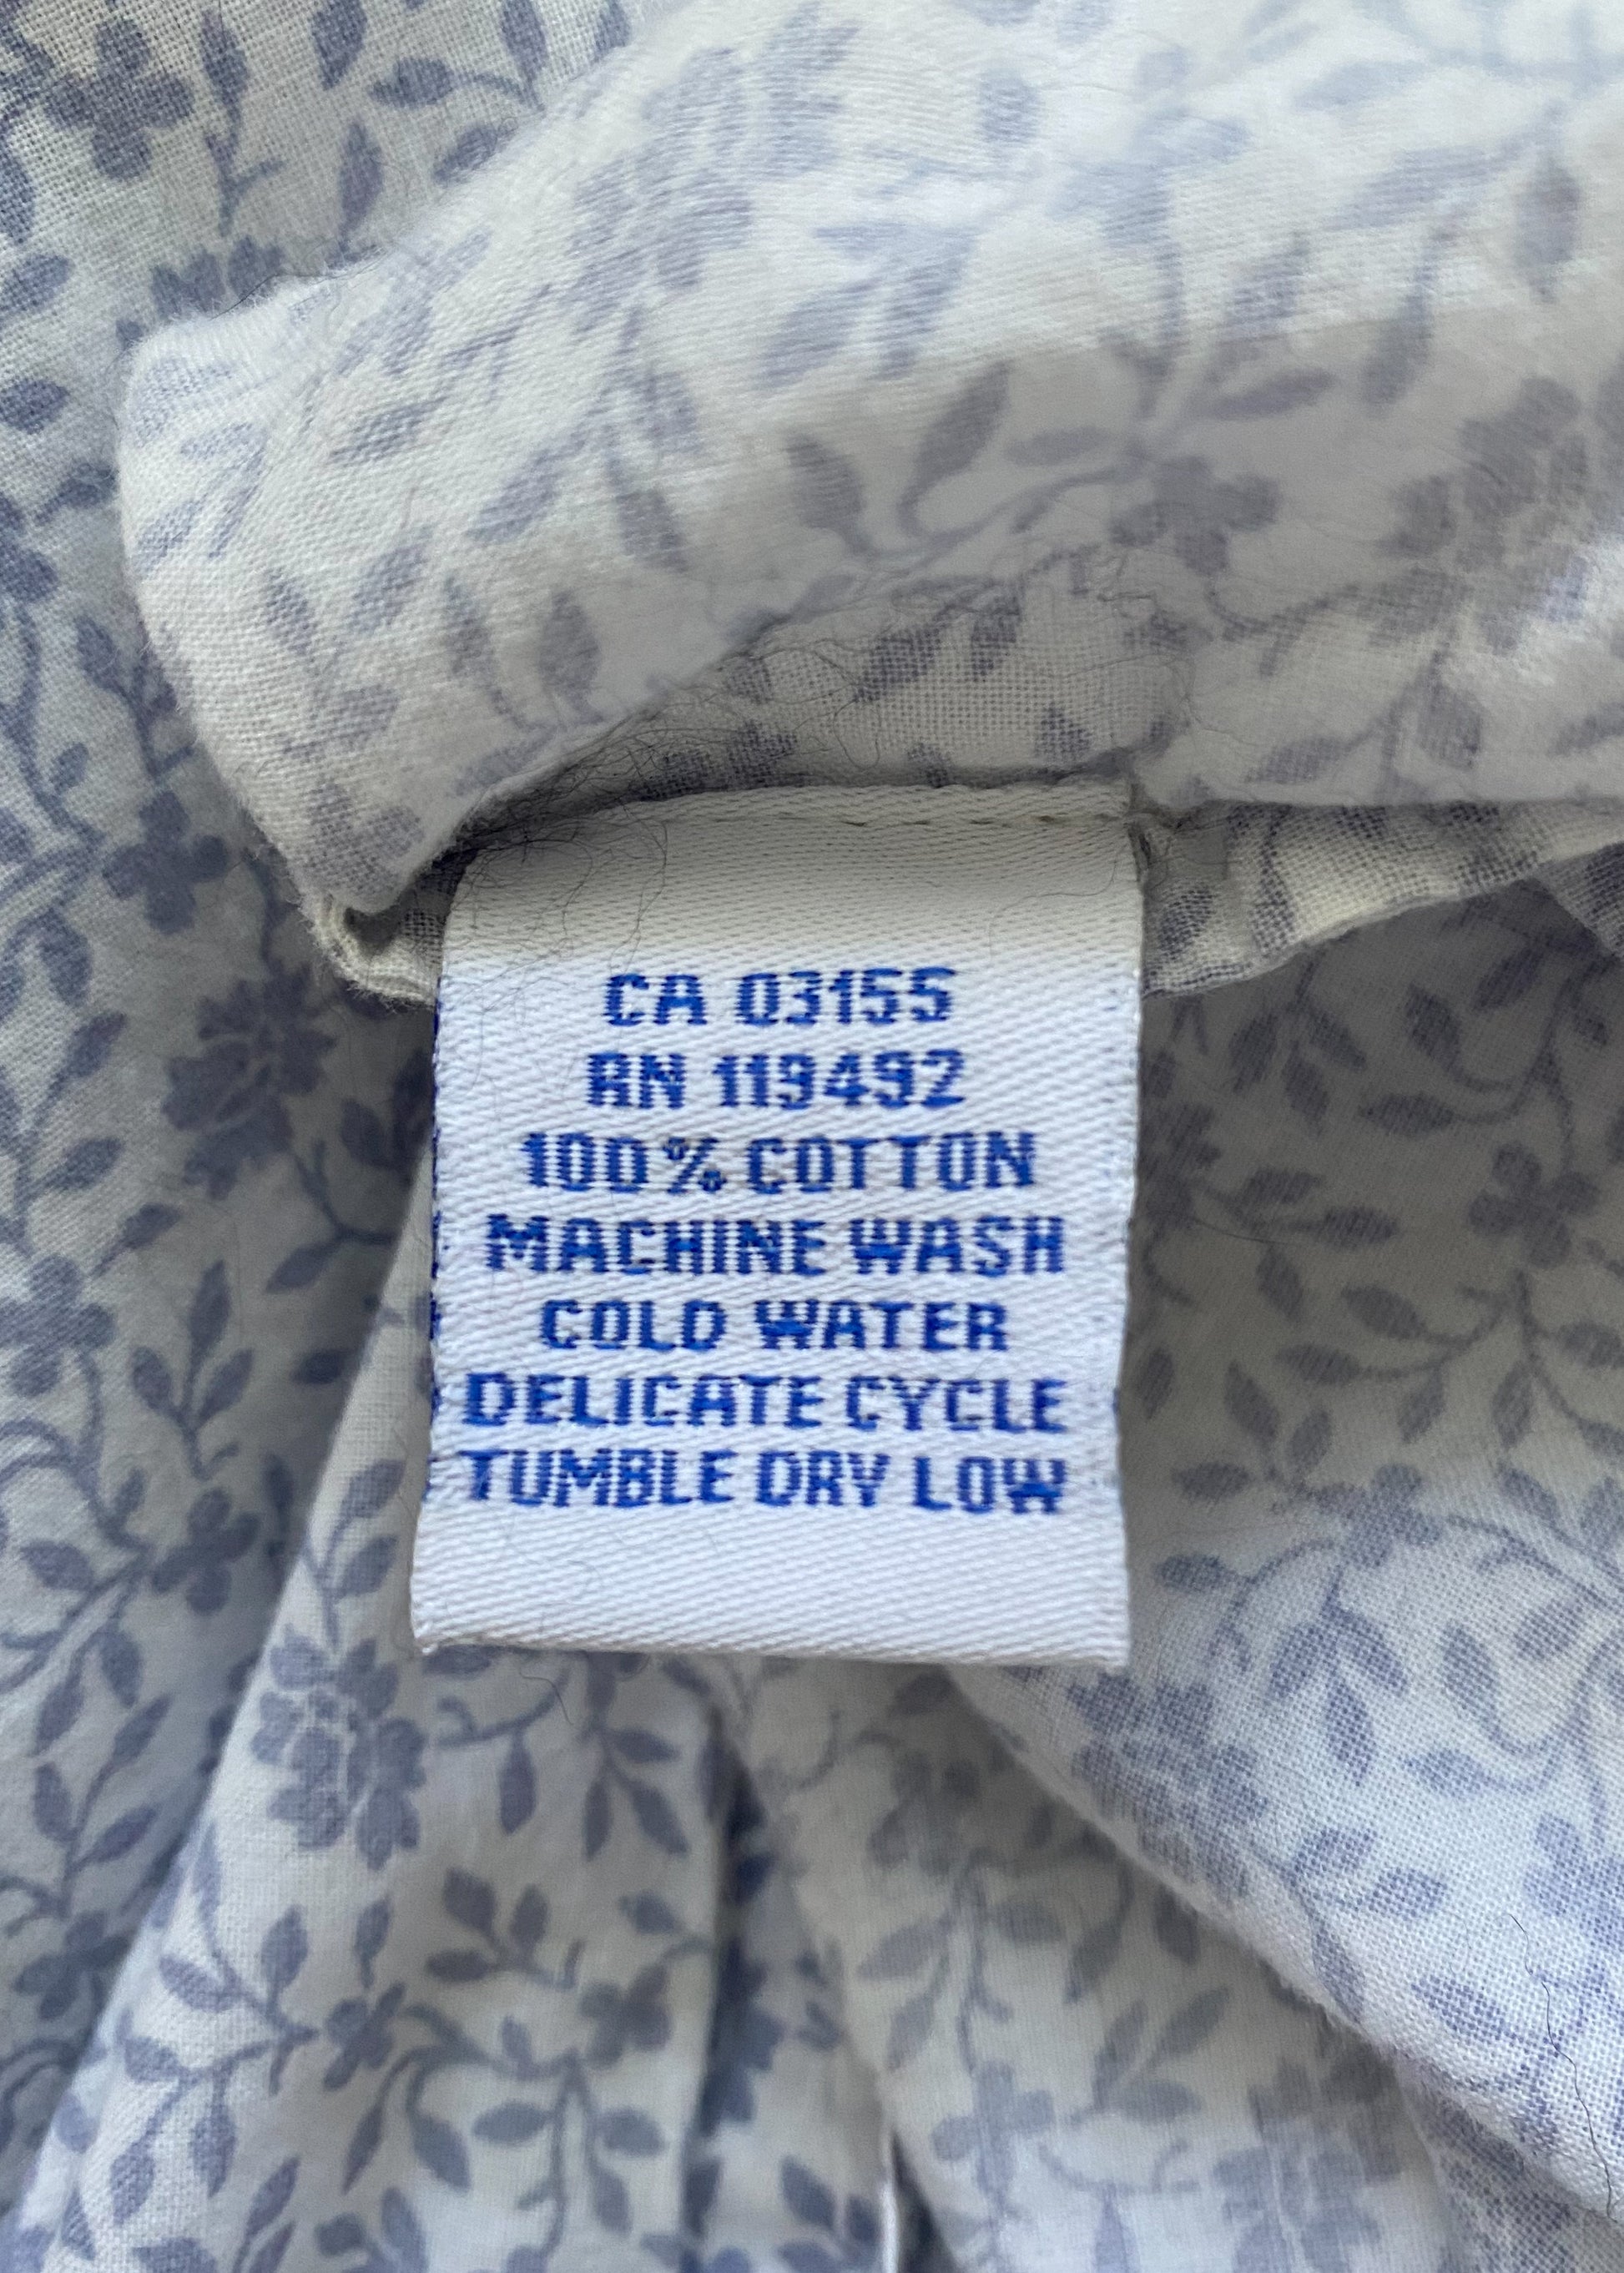 CA 03155
RN 119492
100% COTTON
MACHINE WASH
COLD WATER
DELICATE CYCLE
TUMBLE DRY LOW